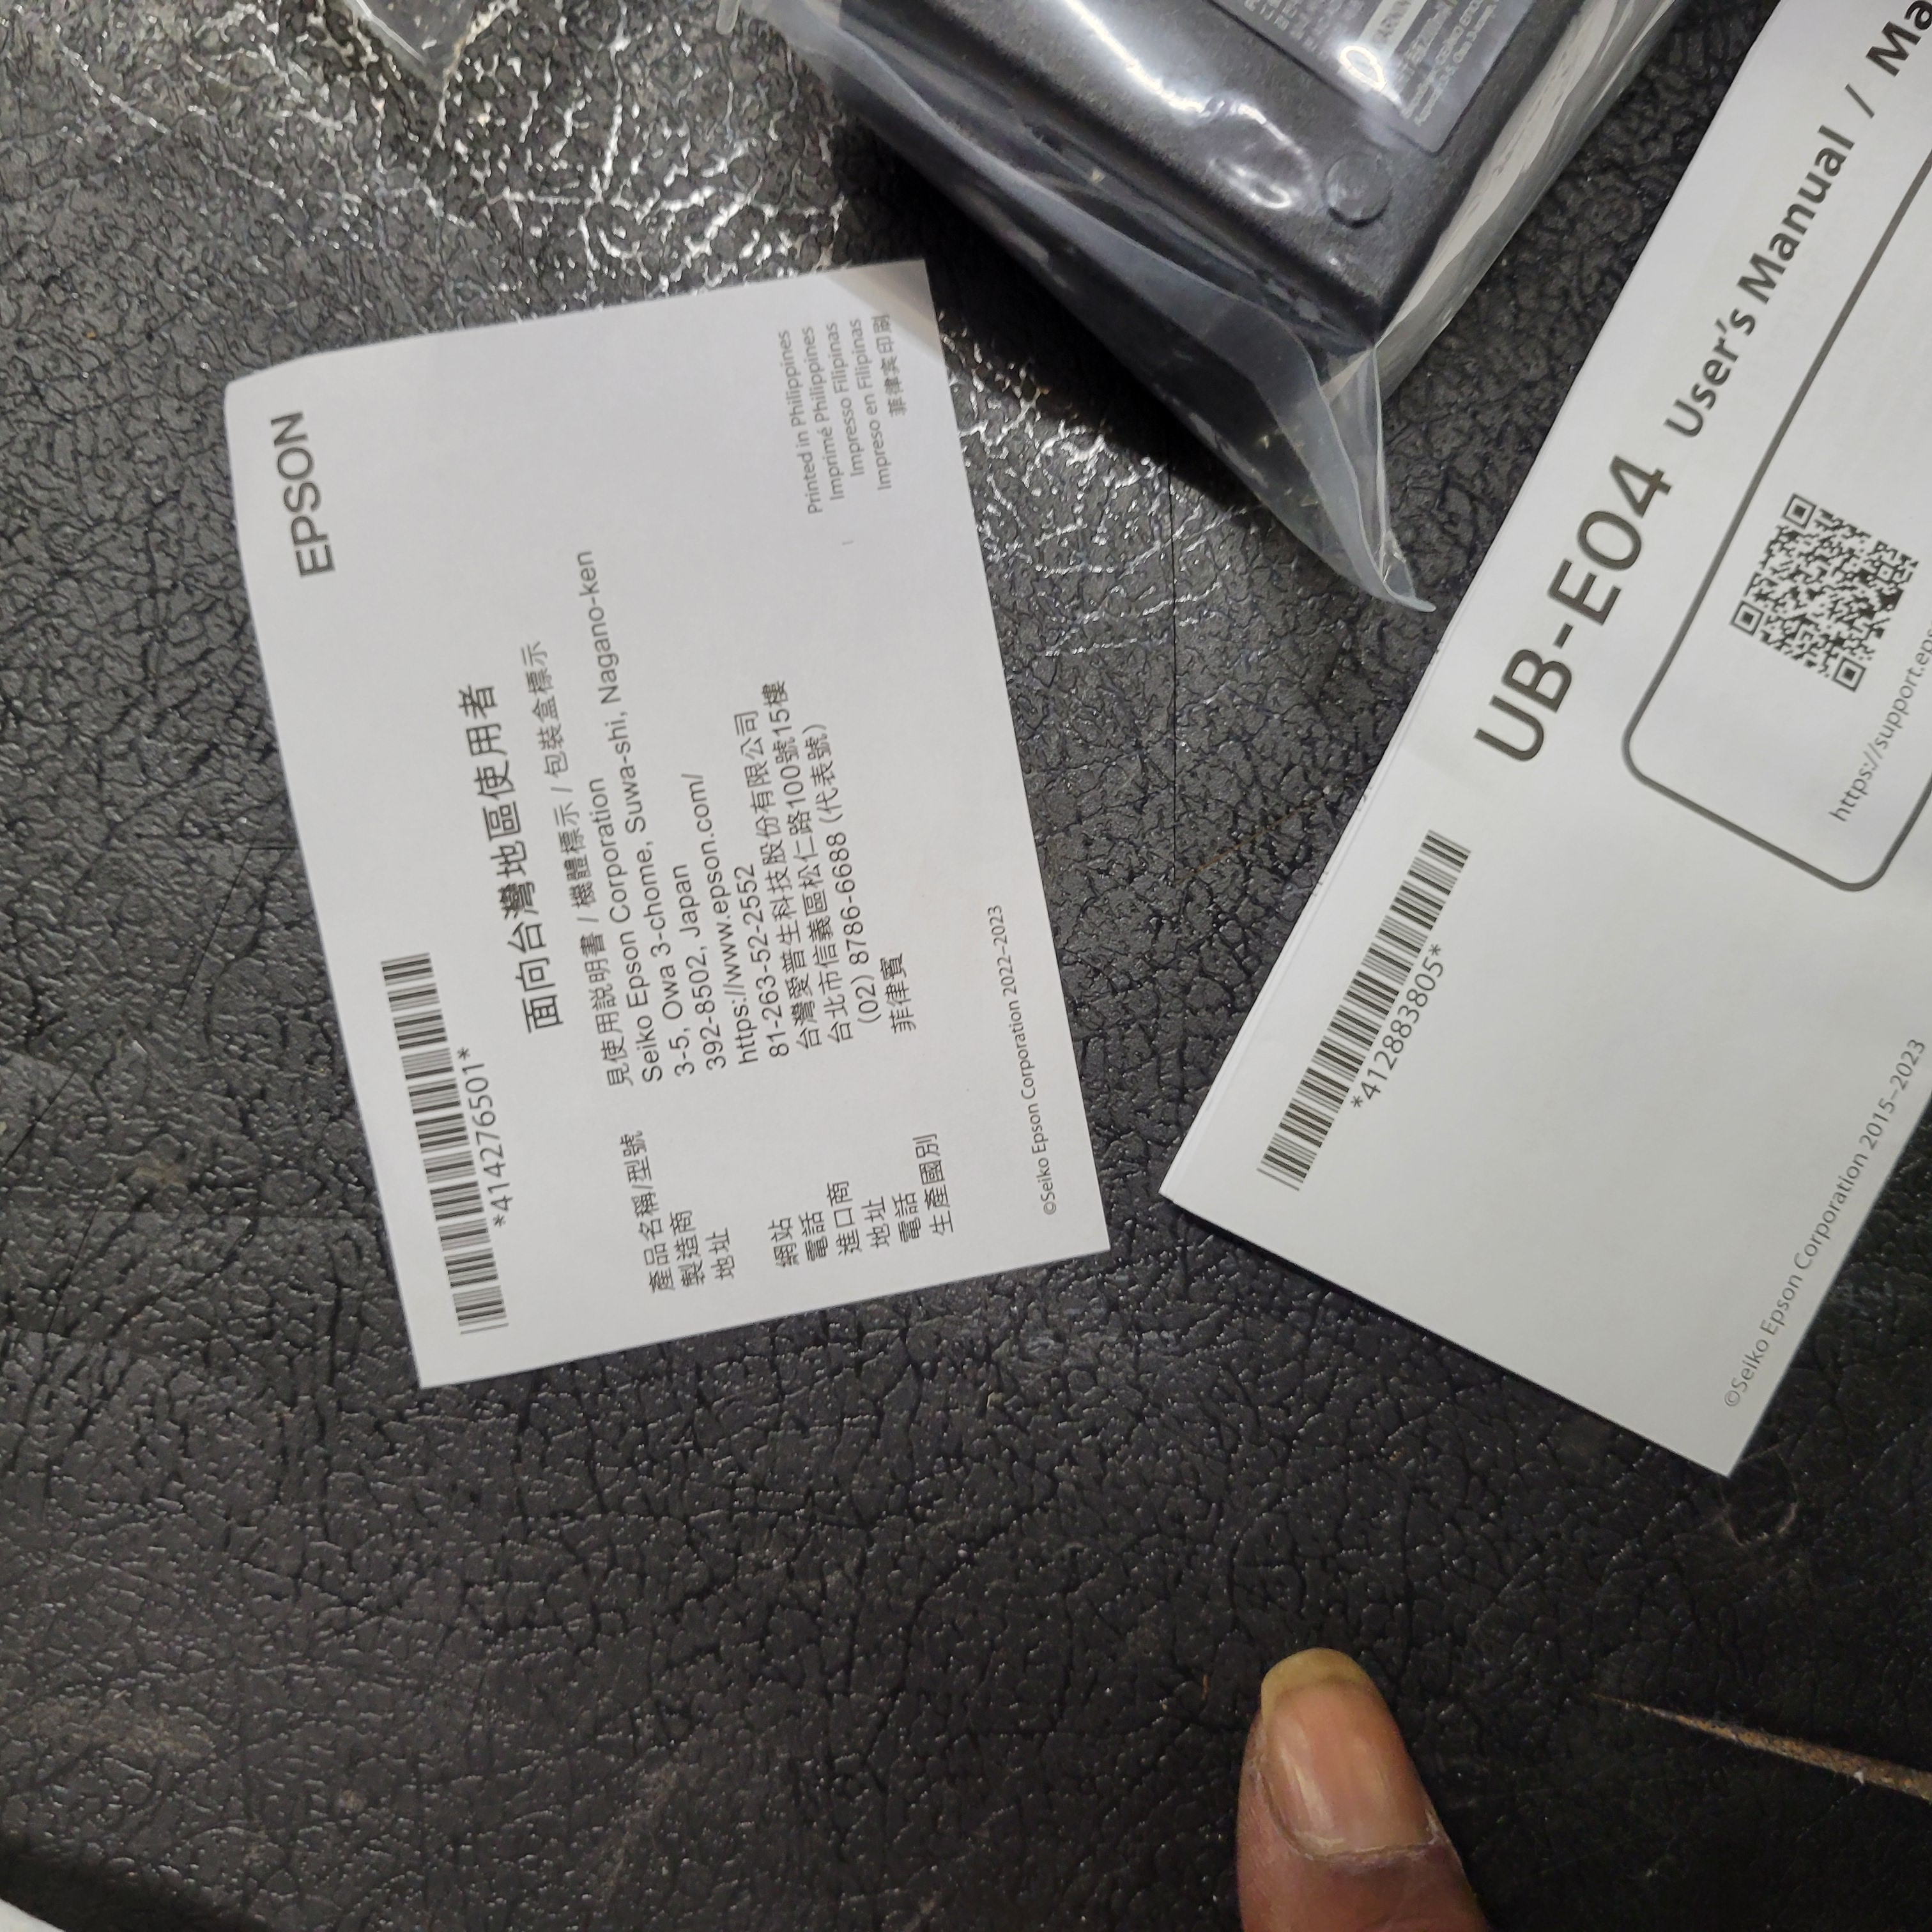 EPSON
*414276501*
面向台灣地區使用者
產品名稱/型號 見使用說明書 / 機體標示 / 包裝盒標示
製造商 Seiko Epson Corporation
地址 3-5, Owa 3-chome, Suwa-shi, Nagano-ken
392-8502, Japan
網站 https://www.epson.com/
電話 81-263-52-2552
進口商 台灣愛普生科技股份有限公司
地址 台北市信義區松仁路100號15樓
電話 (02) 8786-6688 (代表號)
生產國別 菲律賓
©Seiko Epson Corporation 2022-2023
Printed in Philippines
Imprimé Philippines
Impresso Filipinas
Impreso en Filipinas
菲律宾印刷
UB-E04 User's Manual /
*412883805*
©Seiko Epson Corporation 2015-2023